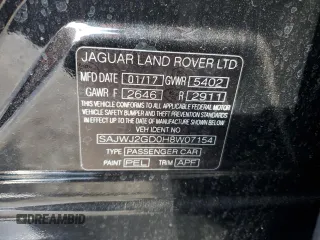 JAGUAR LAND ROVER LTD
MFD DATE 01/17 GVWR 5402
GAWR F 2646 R 2911
THIS VEHICLE CONFORMS TO ALL APPLICABLE FEDERAL MOTOR
VEHICLE SAFETY BUMPER AND THEFT PREVENTION STANDARDS
IN EFFECT ON THE DATE OF MANUFACTURE SHOWN ABOVE
VEH IDENT NO
SAJWJ2GD0H8W07154
TYPE PASSENGER CAR
PAINT PEL TRIM APF
DREAMBID